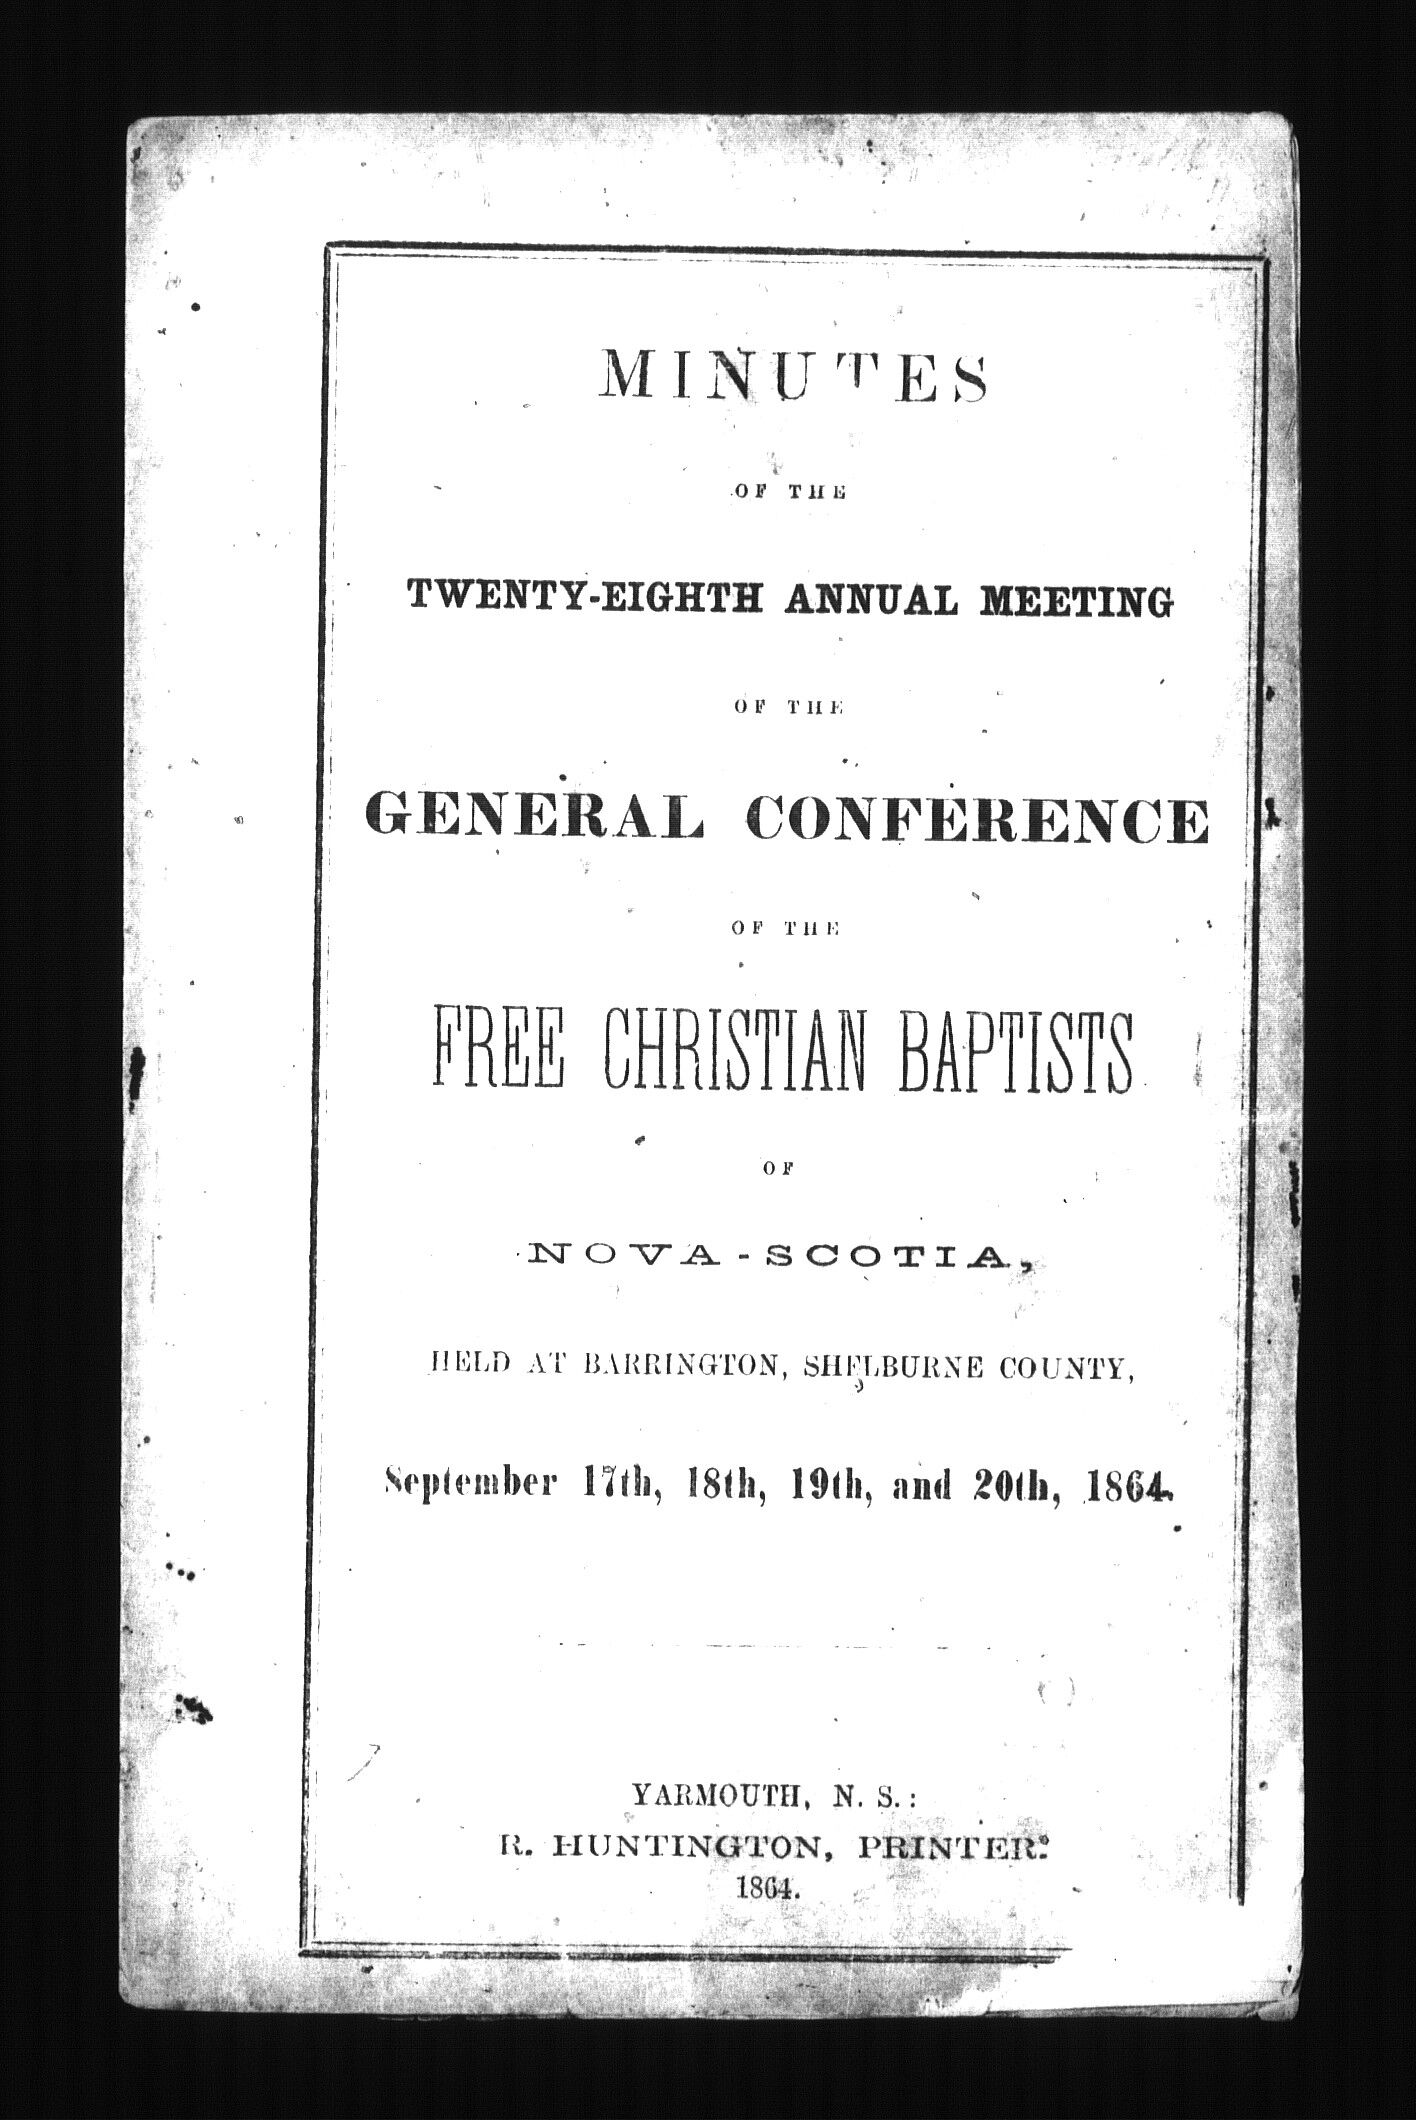 MINUTES
OF THE
TWENTY-EIGHTH ANNUAL MEETING
OF THE
GENERAL CONFERENCE
OF THE
FREE CHRISTIAN BAPTISTS
OF
NOVA-SCOTIA,
HELD AT BARRINGTON, SHELBURNE COUNTY,
September 17th, 18th, 19th, and 20th, 1864.
YARMOUTH, N. S.:
R. HUNTINGTON, PRINTER.
1864.